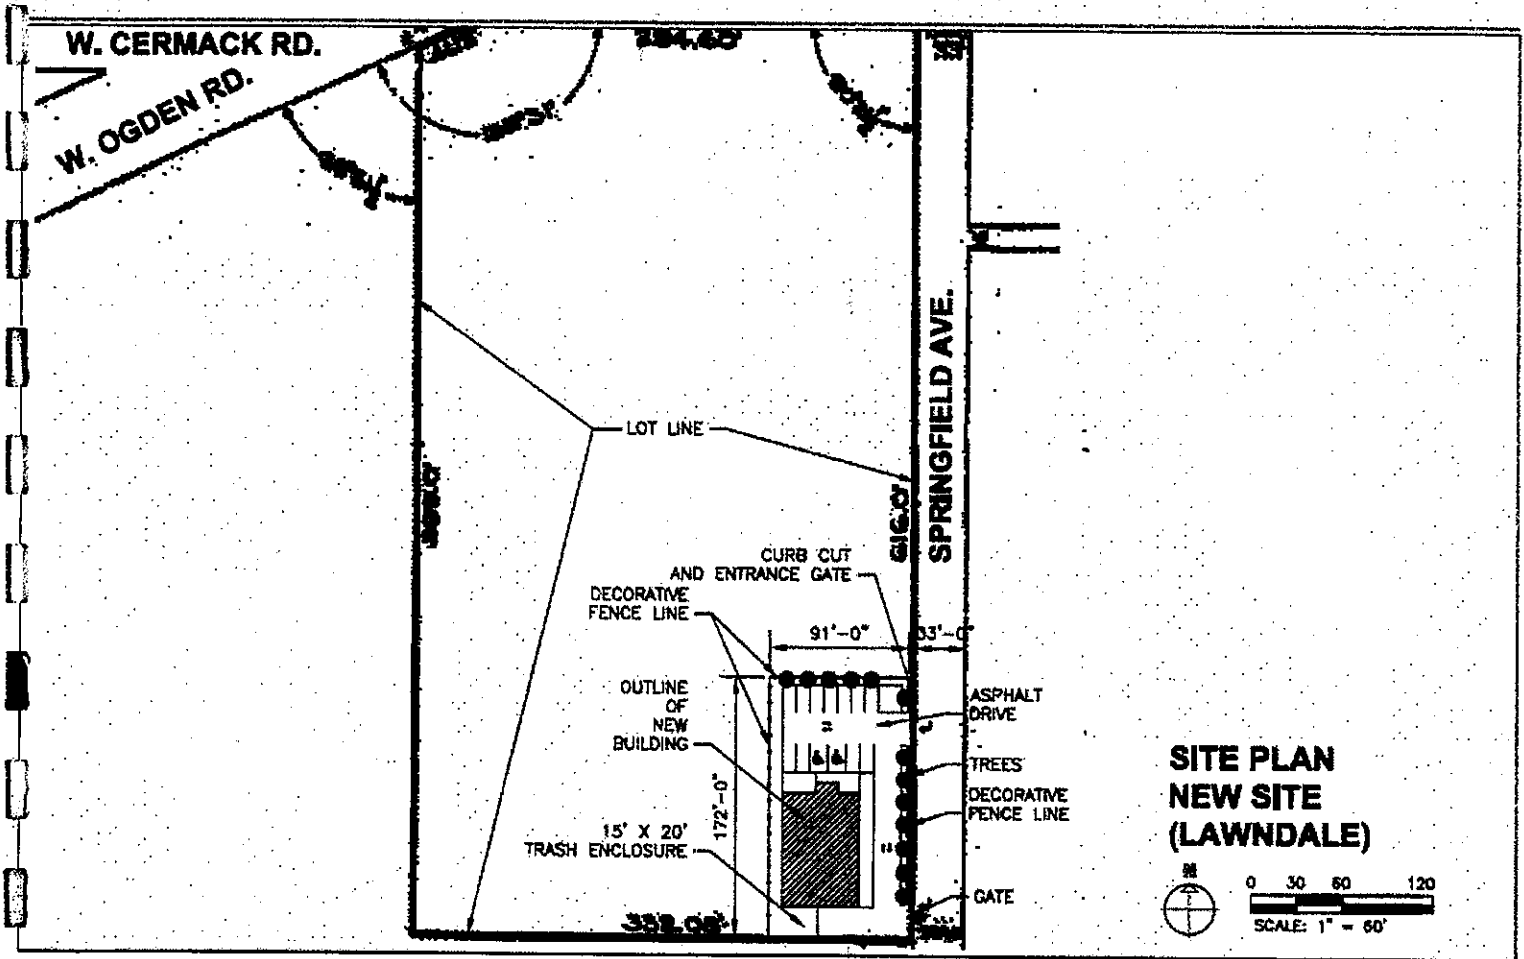 W. CERMACK RD.
W. OGDEN RD.
LOT LINE
616.0'
SPRINGFIELD AVE.
CURB CUT
AND ENTRANCE GATE
DECORATIVE
FENCE LINE
91'-0"
33'-0"
OUTLINE
OF
NEW
BUILDING
172'-0"
ASPHALT
DRIVE
TREES
DECORATIVE
FENCE LINE
15' X 20'
TRASH ENCLOSURE
GATE
SITE PLAN
NEW SITE
(LAWNDALE)
0 30 60 120
SCALE: 1" = 60'